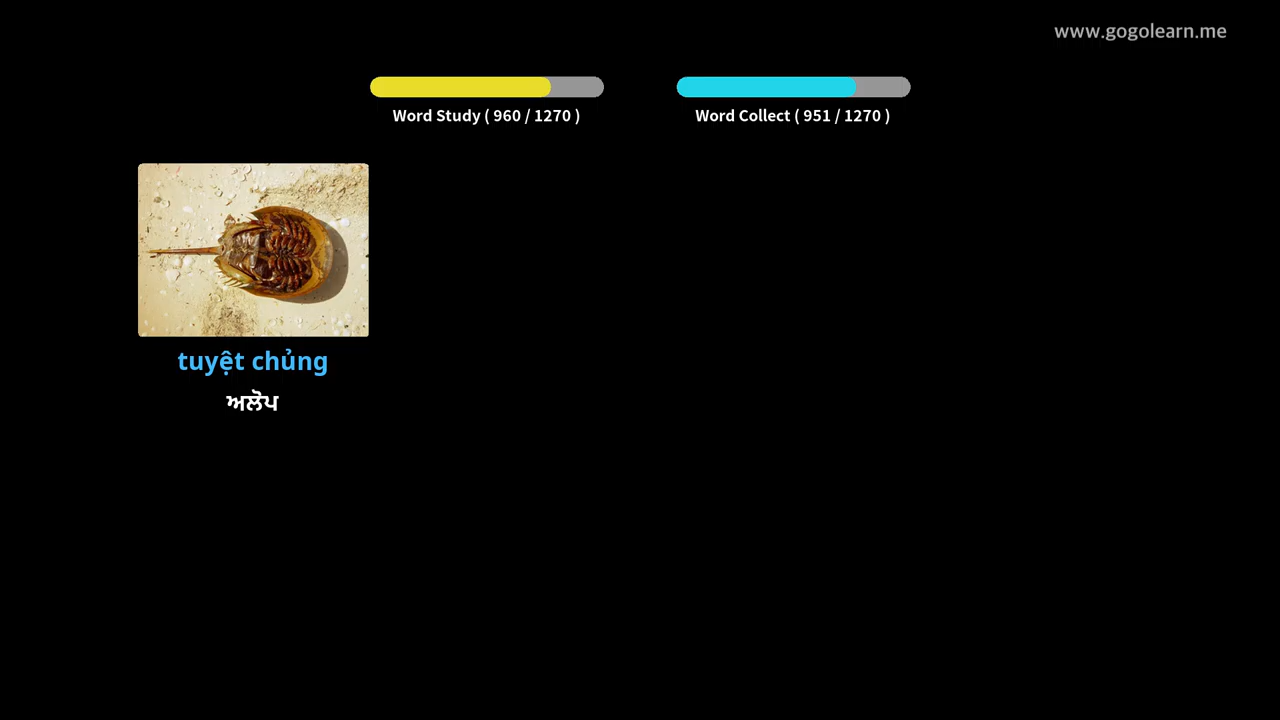 www.gogolearn.me
Word Study ( 960 / 1270 )
Word Collect ( 951 / 1270 )
tuyệt chủng
ਅਲੋਪ